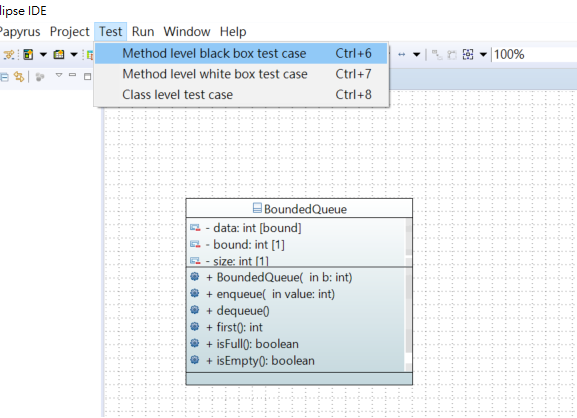 lipse IDE
Papyrus Project Test Run Window Help
Method level black box test case Ctrl+6
Method level white box test case Ctrl+7
Class level test case Ctrl+8
100%
BoundedQueue
- data: int [bound]
- bound: int [1]
- size: int [1]
+ BoundedQueue( in b: int)
+ enqueue( in value: int)
+ dequeue()
+ first(): int
+ isFull(): boolean
+ isEmpty(): boolean